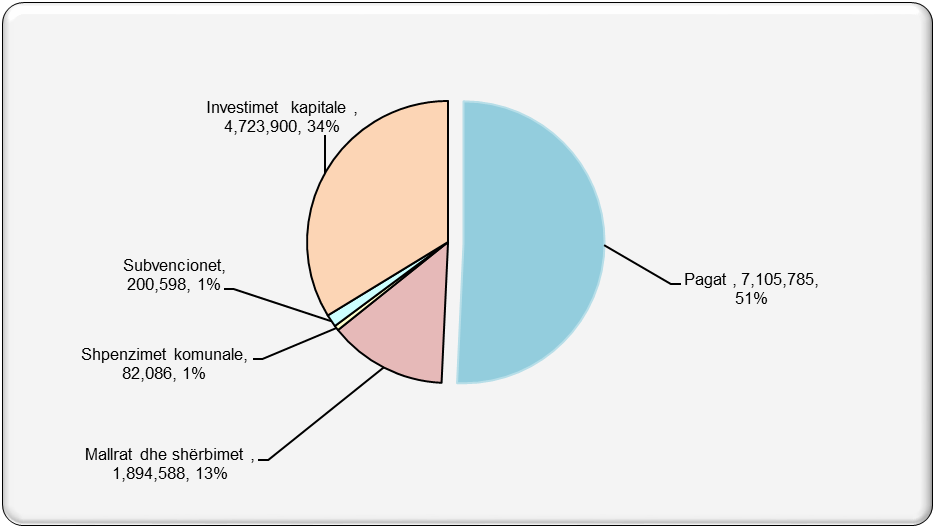 Investimet kapitale ,
4,723,900, 34%
Subvencionet,
200,598, 1%
Pagat , 7,105,785,
51%
Shpenzimet komunale,
82,086, 1%
Mallrat dhe shërbimet ,
1,894,588, 13%